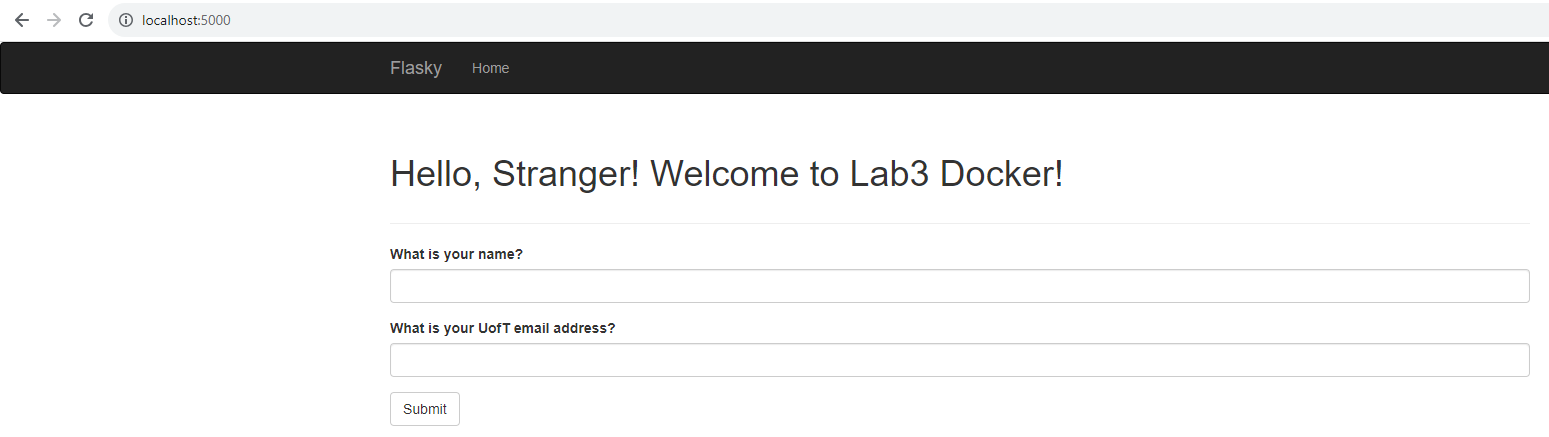 localhost:5000
Flasky Home
Hello, Stranger! Welcome to Lab3 Docker!
What is your name?
What is your UofT email address?
Submit